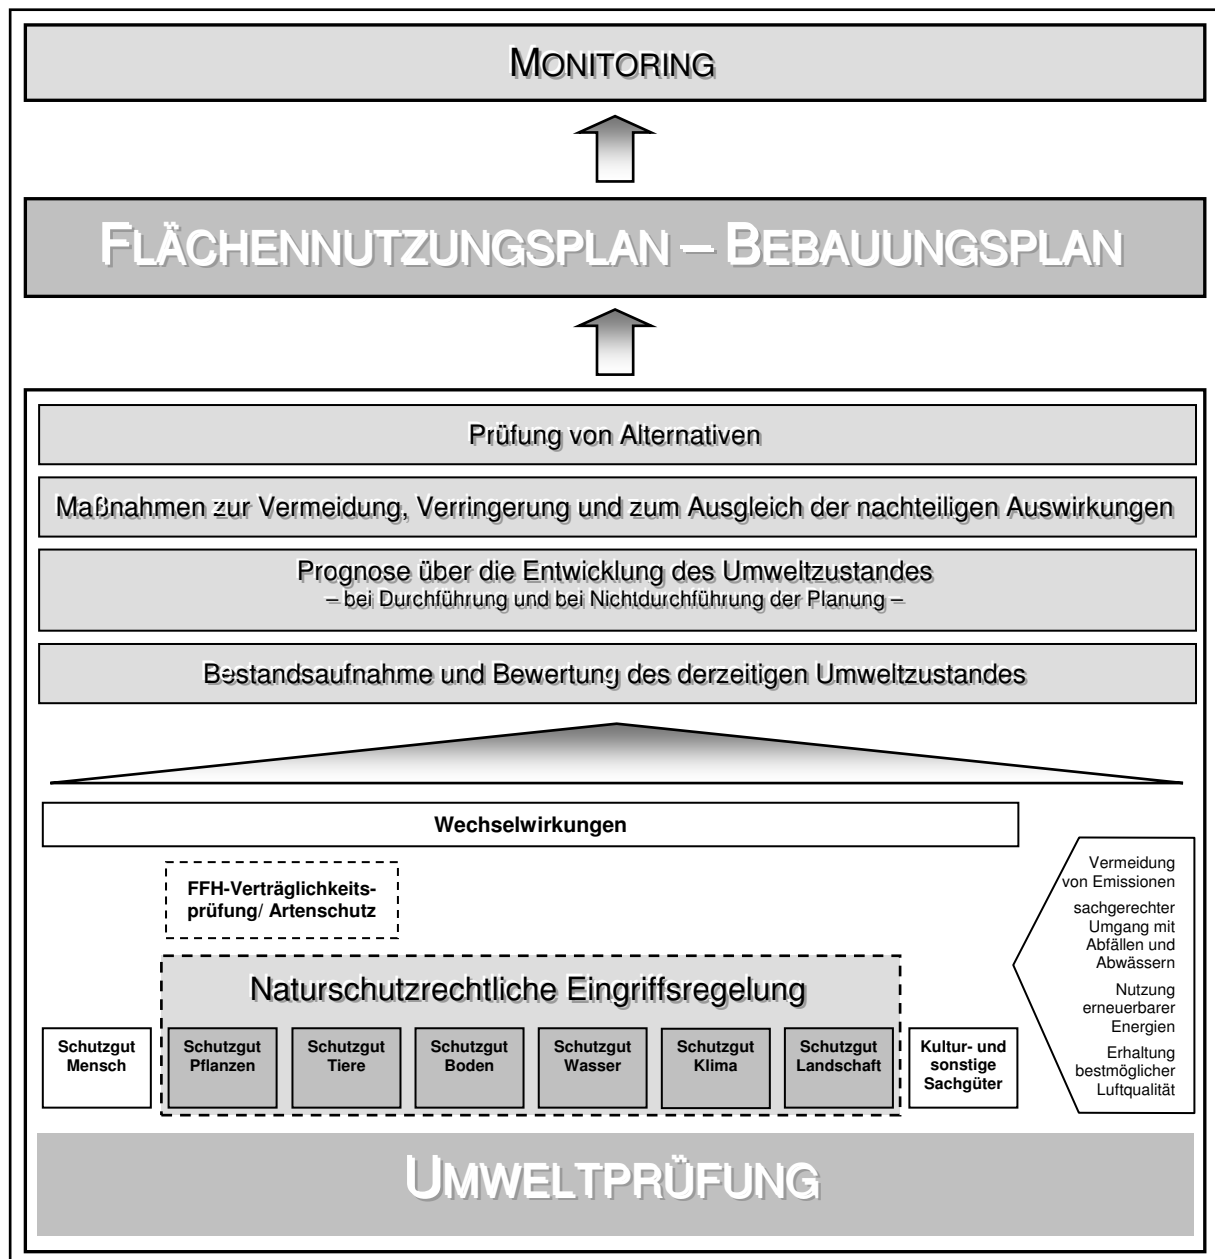 MONITORING
FLÄCHENNUTZUNGSPLAN – BEBAUUNGSPLAN
Prüfung von Alternativen
Maßnahmen zur Vermeidung, Verringerung und zum Ausgleich der nachteiligen Auswirkungen
Prognose über die Entwicklung des Umweltzustandes
– bei Durchführung und bei Nichtdurchführung der Planung –
Bestandsaufnahme und Bewertung des derzeitigen Umweltzustandes
Wechselwirkungen
FFH-Verträglichkeits-
prüfung/ Artenschutz
Naturschutzrechtliche Eingriffsregelung
Schutzgut
Mensch
Schutzgut
Pflanzen
Schutzgut
Tiere
Schutzgut
Boden
Schutzgut
Wasser
Schutzgut
Klima
Schutzgut
Landschaft
Kultur- und
sonstige
Sachgüter
Vermeidung
von Emissionen
sachgerechter
Umgang mit
Abfällen und
Abwässern
Nutzung
erneuerbarer
Energien
Erhaltung
bestmöglicher
Luftqualität
UMWELTPRÜFUNG